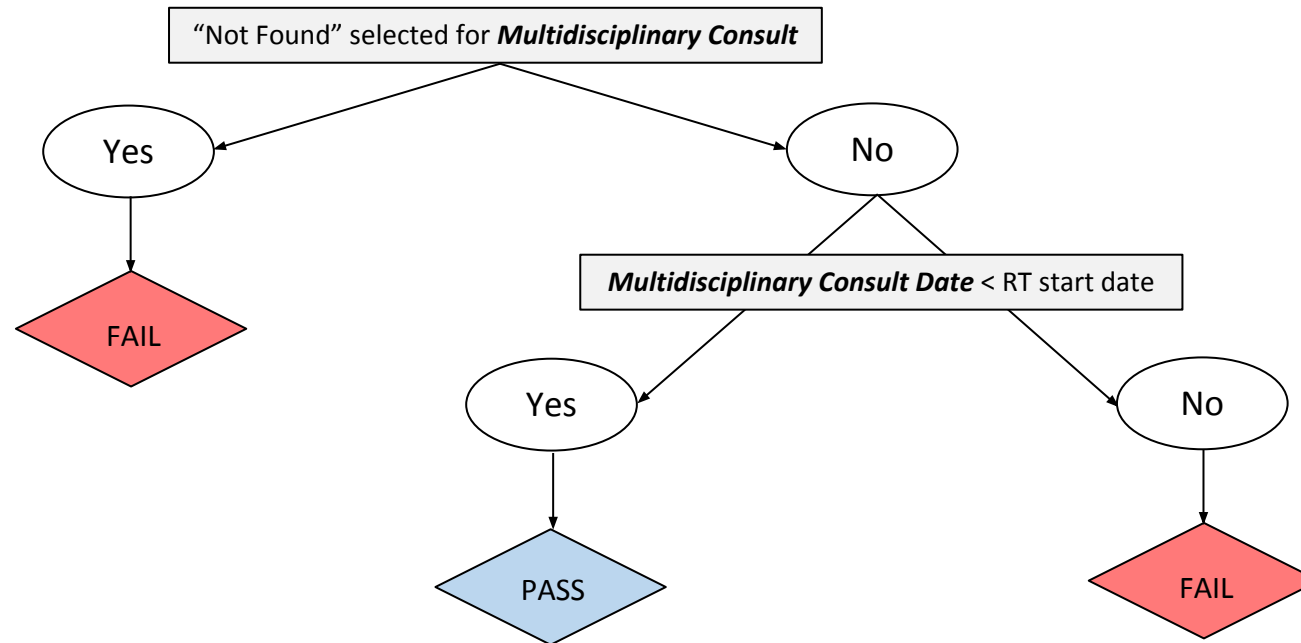 “Not Found” selected for Multidisciplinary Consult
Yes
No
FAIL
Multidisciplinary Consult Date < RT start date
Yes
No
PASS
FAIL